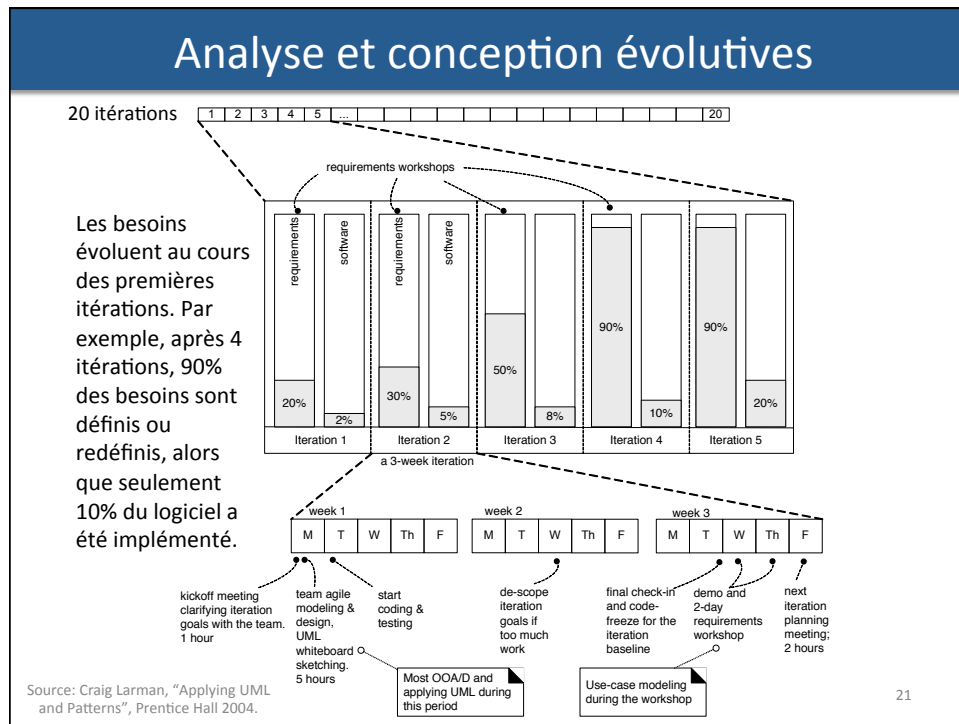 Analyse et conception évolutives
20 itérations
1 2 3 4 5 ... 20
requirements workshops
Les besoins
évoluent au cours
des premières
itérations. Par
exemple, après 4
itérations, 90%
des besoins sont
définis ou
redéfinis, alors
que seulement
10% du logiciel a
été implémenté.
requirements
software
requirements
software
20%
2%
30%
5%
50%
8%
90%
10%
90%
20%
Iteration 1
Iteration 2
Iteration 3
Iteration 4
Iteration 5
a 3-week iteration
week 1
M T W Th F
week 2
M T W Th F
week 3
M T W Th F
kickoff meeting
clarifying iteration
goals with the team.
1 hour
team agile
modeling &
design,
UML
whiteboard
sketching.
5 hours
start
coding &
testing
de-scope
iteration
goals if
too much
work
final check-in
and code-
freeze for the
iteration
baseline
demo and
2-day
requirements
workshop
next
iteration
planning
meeting;
2 hours
Most OOA/D and
applying UML during
this period
Use-case modeling
during the workshop
Source: Craig Larman, “Applying UML
and Patterns”, Prentice Hall 2004.
21